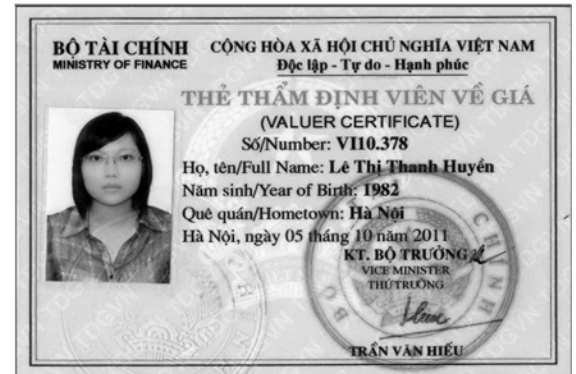 BỘ TÀI CHÍNH
MINISTRY OF FINANCE
CỘNG HÒA XÃ HỘI CHỦ NGHĨA VIỆT NAM
Độc lập - Tự do - Hạnh phúc
THẺ THẨM ĐỊNH VIÊN VỀ GIÁ
(VALUER CERTIFICATE)
Số/Number: VI10.378
Họ, tên/Full Name: Lê Thị Thanh Huyền
Năm sinh/Year of Birth: 1982
Quê quán/Hometown: Hà Nội
Hà Nội, ngày 05 tháng 10 năm 2011
KT. BỘ TRƯỞNG
VICE MINISTER
THỨ TRƯỞNG
TRẦN VĂN HIẾU